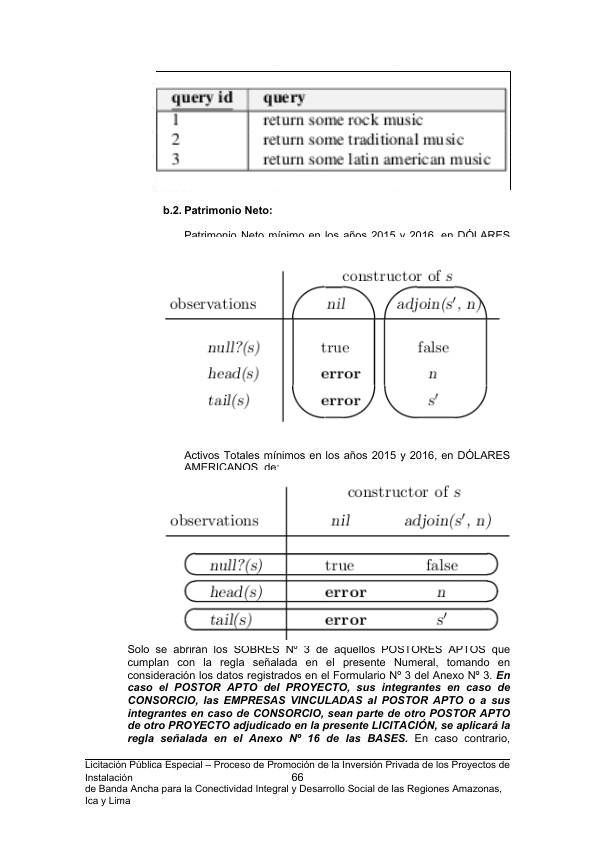 query id query
1 return some rock music
2 return some traditional music
3 return some latin american music
b.2. Patrimonio Neto:
Patrimonio Neto mínimo en los años 2015 y 2016, en DÓLARES
constructor of s
observations nil adjoin(s′, n)
null?(s) true false
head(s) error n
tail(s) error s′
Activos Totales mínimos en los años 2015 y 2016, en DÓLARES
AMERICANOS, de:
constructor of s
observations nil adjoin(s′, n)
null?(s) true false
head(s) error n
tail(s) error s′
Solo se abrirán los SOBRES Nº 3 de aquellos POSTORES APTOS que
cumplan con la regla señalada en el presente Numeral, tomando en
consideración los datos registrados en el Formulario Nº 3 del Anexo Nº 3. En
caso el POSTOR APTO del PROYECTO, sus integrantes en caso de
CONSORCIO, las EMPRESAS VINCULADAS al POSTOR APTO o a sus
integrantes en caso de CONSORCIO, sean parte de otro POSTOR APTO
de otro PROYECTO adjudicado en la presente LICITACIÓN, se aplicará la
regla señalada en el Anexo Nº 16 de las BASES. En caso contrario,
Licitación Pública Especial – Proceso de Promoción de la Inversión Privada de los Proyectos de
Instalación 66
de Banda Ancha para la Conectividad Integral y Desarrollo Social de las Regiones Amazonas,
Ica y Lima